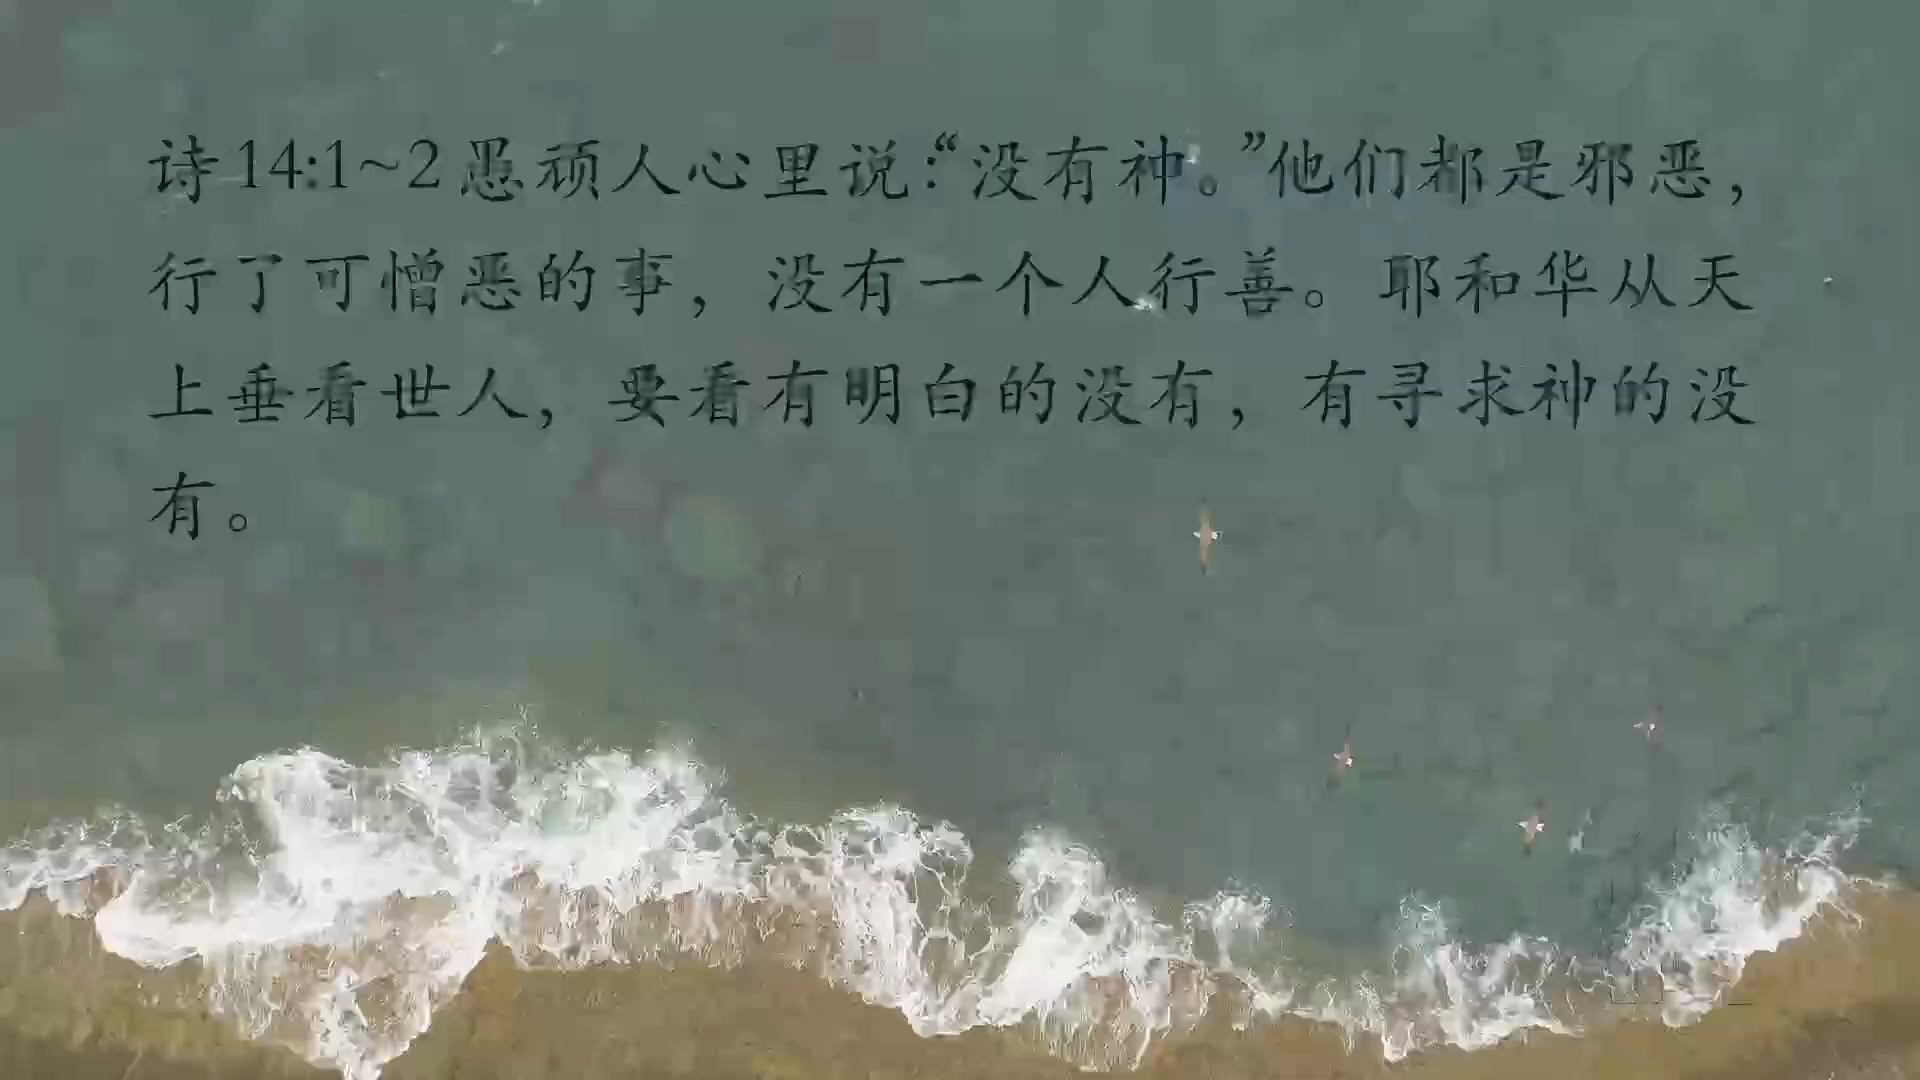 诗14:1~2愚顽人心里说:“没有神。”他们都是邪恶,
行了可憎恶的事，没有一个人行善。耶和华从天
上垂看世人，要看有明白的没有，有寻求神的没
有。